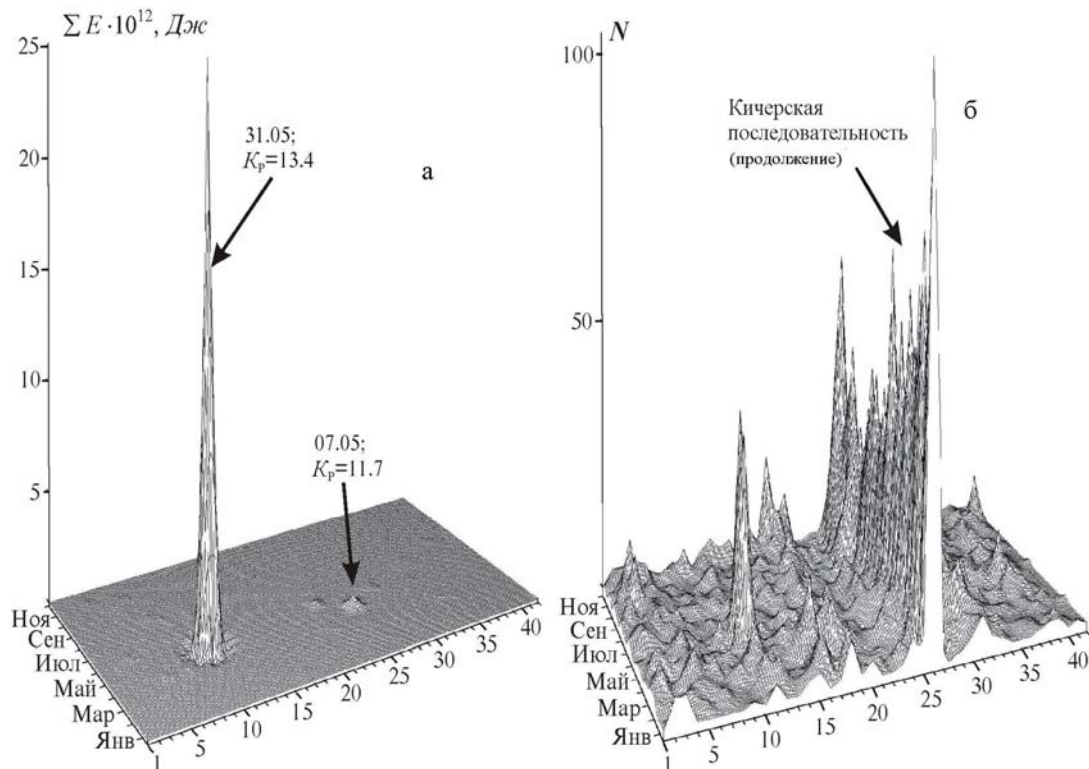 ∑ E ·10¹², Дж
25
20
15
10
5
31.05;
Kр=13.4
а
07.05;
Kр=11.7
Ноя
Сен
Июл
Май
Мар
Янв
1
5
10
15
20
25
30
35
40
N
100
50
Кичерская
последовательность
(продолжение)
б
Ноя
Сен
Июл
Май
Мар
Янв
1
5
10
15
20
25
30
35
40